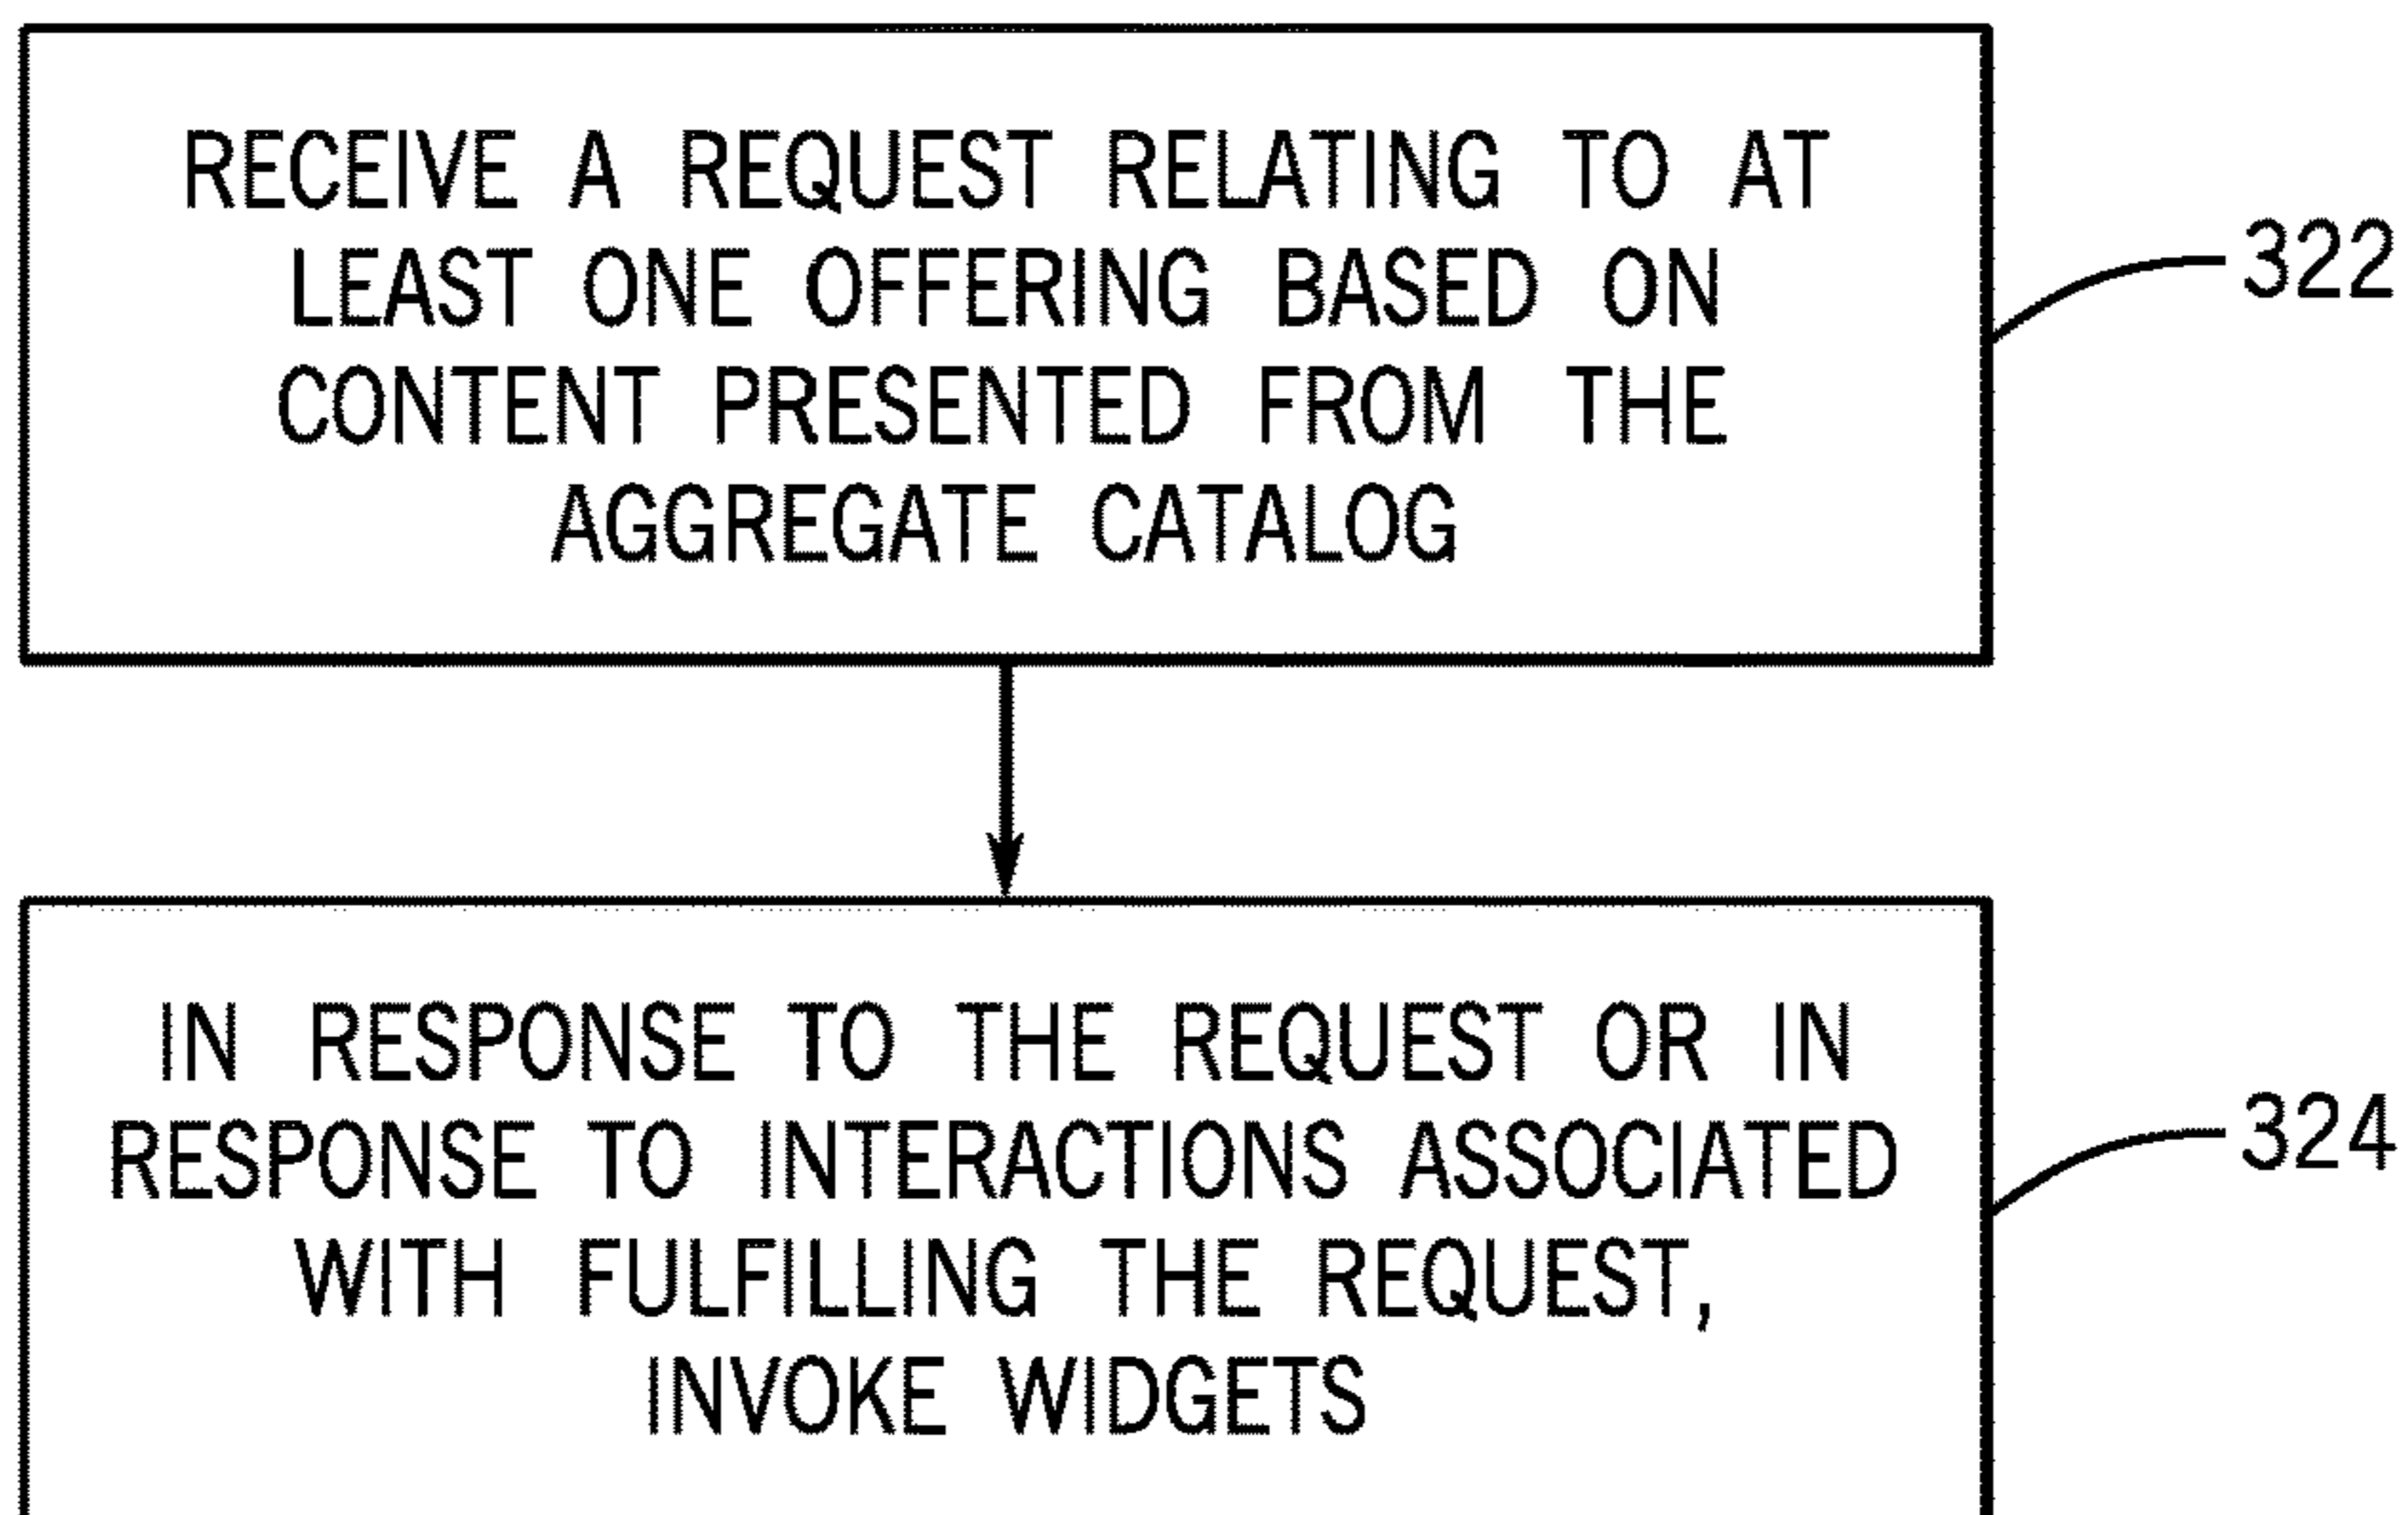 RECEIVE A REQUEST RELATING TO AT
LEAST ONE OFFERING BASED ON
CONTENT PRESENTED FROM THE
AGGREGATE CATALOG
322
IN RESPONSE TO THE REQUEST OR IN
RESPONSE TO INTERACTIONS ASSOCIATED
WITH FULFILLING THE REQUEST,
INVOKE WIDGETS
324